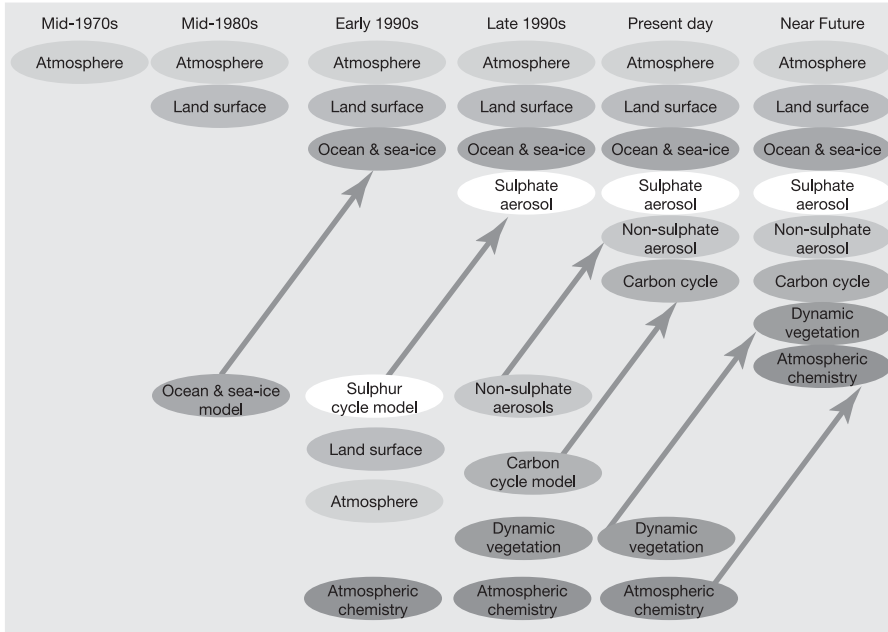 Mid-1970s
Mid-1980s
Early 1990s
Late 1990s
Present day
Near Future
Atmosphere
Atmosphere
Atmosphere
Atmosphere
Atmosphere
Atmosphere
Land surface
Land surface
Land surface
Land surface
Land surface
Ocean & sea-ice
Ocean & sea-ice
Ocean & sea-ice
Ocean & sea-ice
Sulphate
aerosol
Sulphate
aerosol
Sulphate
aerosol
Non-sulphate
aerosol
Non-sulphate
aerosol
Carbon cycle
Carbon cycle
Dynamic
vegetation
Atmospheric
chemistry
Ocean & sea-ice
model
Sulphur
cycle model
Non-sulphate
aerosols
Land surface
Carbon
cycle model
Atmosphere
Dynamic
vegetation
Dynamic
vegetation
Atmospheric
chemistry
Atmospheric
chemistry
Atmospheric
chemistry